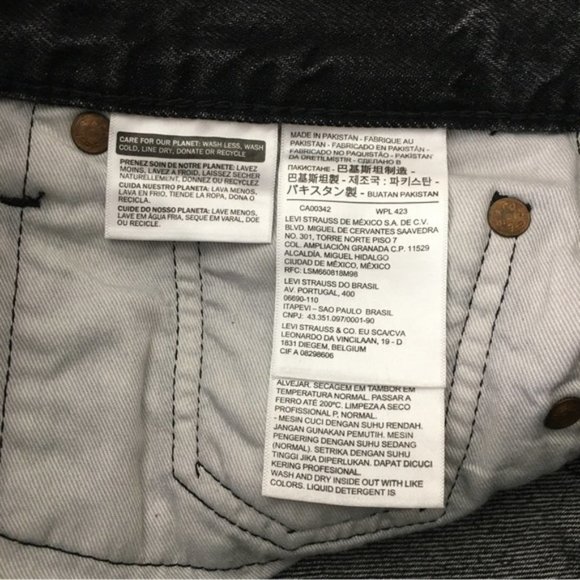 CARE FOR OUR PLANET: WASH LESS, WASH
COLD, LINE DRY, DONATE OR RECYCLE
PRENEZ SOIN DE NOTRE PLANETE: LAVEZ
MOINS, LAVEZ A FROID, LAISSEZ SECHER
NATURELLEMENT, DONNEZ OU RECYCLEZ
CUIDA NUESTRO PLANETA: LAVA MENOS,
LAVA EN FRIO, TIENDE LA ROPA, DONA O
RECICLA.
CUIDE DO NOSSO PLANETA: LAVE MENOS,
LAVE EM ÁGUA FRIA, SEQUE EM VARAL, DOE
OU RECICLE.
MADE IN PAKISTAN - FABRIQUE AU
PAKISTAN - FABRICADO EN PAKISTÁN -
FABRICADO NO PAQUISTÃO - PAKISTAN
DA ÜRETİLMİŞTİR - СДЕЛАНО В
ПАКИСТАНЕ - 巴基斯坦制造 -
巴基斯坦製 - 제조국 : 파키스탄 -
パキスタン製 - BUATAN PAKISTAN
CA00342 WPL 423
LEVI STRAUSS DE MÉXICO S.A. DE C.V.
BLVD. MIGUEL DE CERVANTES SAAVEDRA
NO. 301, TORRE NORTE PISO 7
COL. AMPLIACIÓN GRANADA C.P. 11529
ALCALDÍA. MIGUEL HIDALGO
CIUDAD DE MÉXICO, MÉXICO
RFC: LSM660818M98
LEVI STRAUSS DO BRASIL
AV. PORTUGAL, 400
06690-110
ITAPEVI – SAO PAULO BRASIL
CNPJ: 43.351.097/0001-90
LEVI STRAUSS & CO. EU SCA/CVA
LEONARDO DA VINCILAAN, 19 - D
1831 DIEGEM, BELGIUM
CIF A 08298606
ALVEJAR. SECAGEM EM TAMBOR EM
TEMPERATURA NORMAL. PASSAR A
FERRO ATÉ 200ºC. LIMPEZA A SECO
PROFISSIONAL P, NORMAL.
- MESIN CUCI DENGAN SUHU RENDAH.
JANGAN GUNAKAN PEMUTIH. MESIN
PENGERING DENGAN SUHU SEDANG
(NORMAL). SETRIKA DENGAN SUHU
TINGGI JIKA DIPERLUKAN. DAPAT DICUCI
KERING PROFESIONAL.
WASH AND DRY INSIDE OUT WITH LIKE
COLORS. LIQUID DETERGENT IS